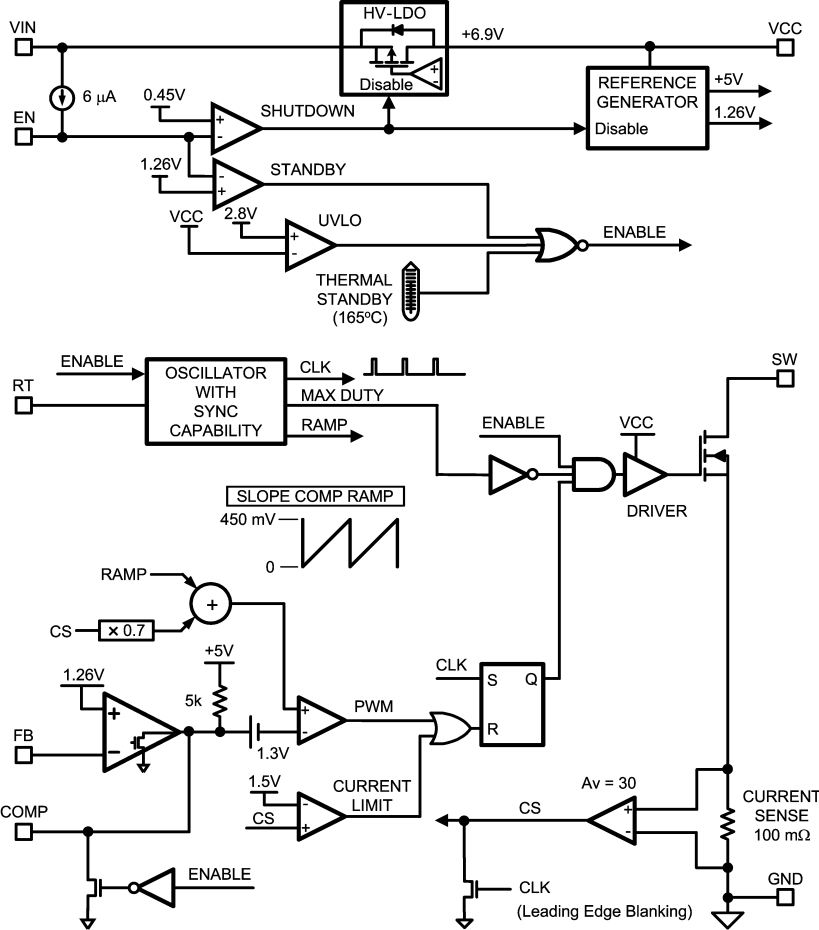 HV-LDO
VIN
+6.9V
VCC
Disable
+
-
6 μA
0.45V
SHUTDOWN
REFERENCE
GENERATOR
Disable
+5V
1.26V
EN
+
-
1.26V
STANDBY
-
+
VCC
2.8V
UVLO
+
-
ENABLE
THERMAL
STANDBY
(165ºC)
ENABLE
RT
OSCILLATOR
WITH
SYNC
CAPABILITY
CLK
MAX DUTY
RAMP
SW
ENABLE
VCC
DRIVER
SLOPE COMP RAMP
450 mV
0
RAMP
+
CS
× 0.7
+5V
5k
1.26V
+
-
FB
1.3V
+
-
PWM
CLK
S
Q
R
1.5V
CS
-
+
CURRENT
LIMIT
COMP
ENABLE
CS
Av = 30
+
-
CURRENT
SENSE
100 mΩ
CLK
(Leading Edge Blanking)
GND